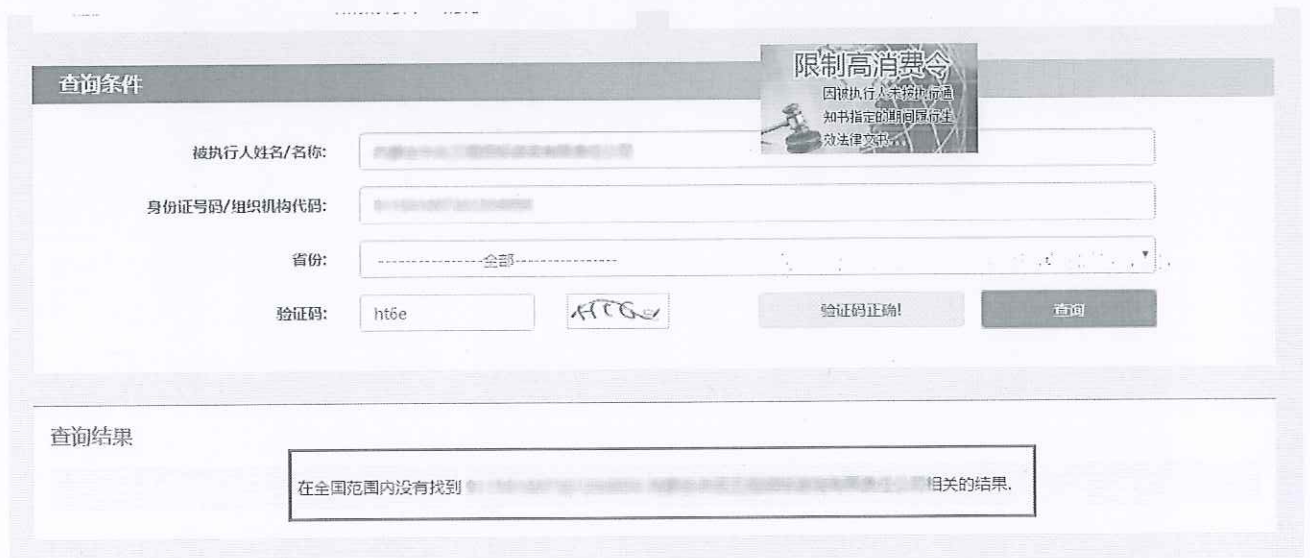 查询条件
限制高消费令
因被执行人未按执行通
知书指定的期间履行生
效法律文书...
被执行人姓名/名称:
身份证号码/组织机构代码:
省份:
----------------全部----------------
验证码:
ht6e
HT6e
验证码正确!
查询
查询结果
在全国范围内没有找到
相关的结果.